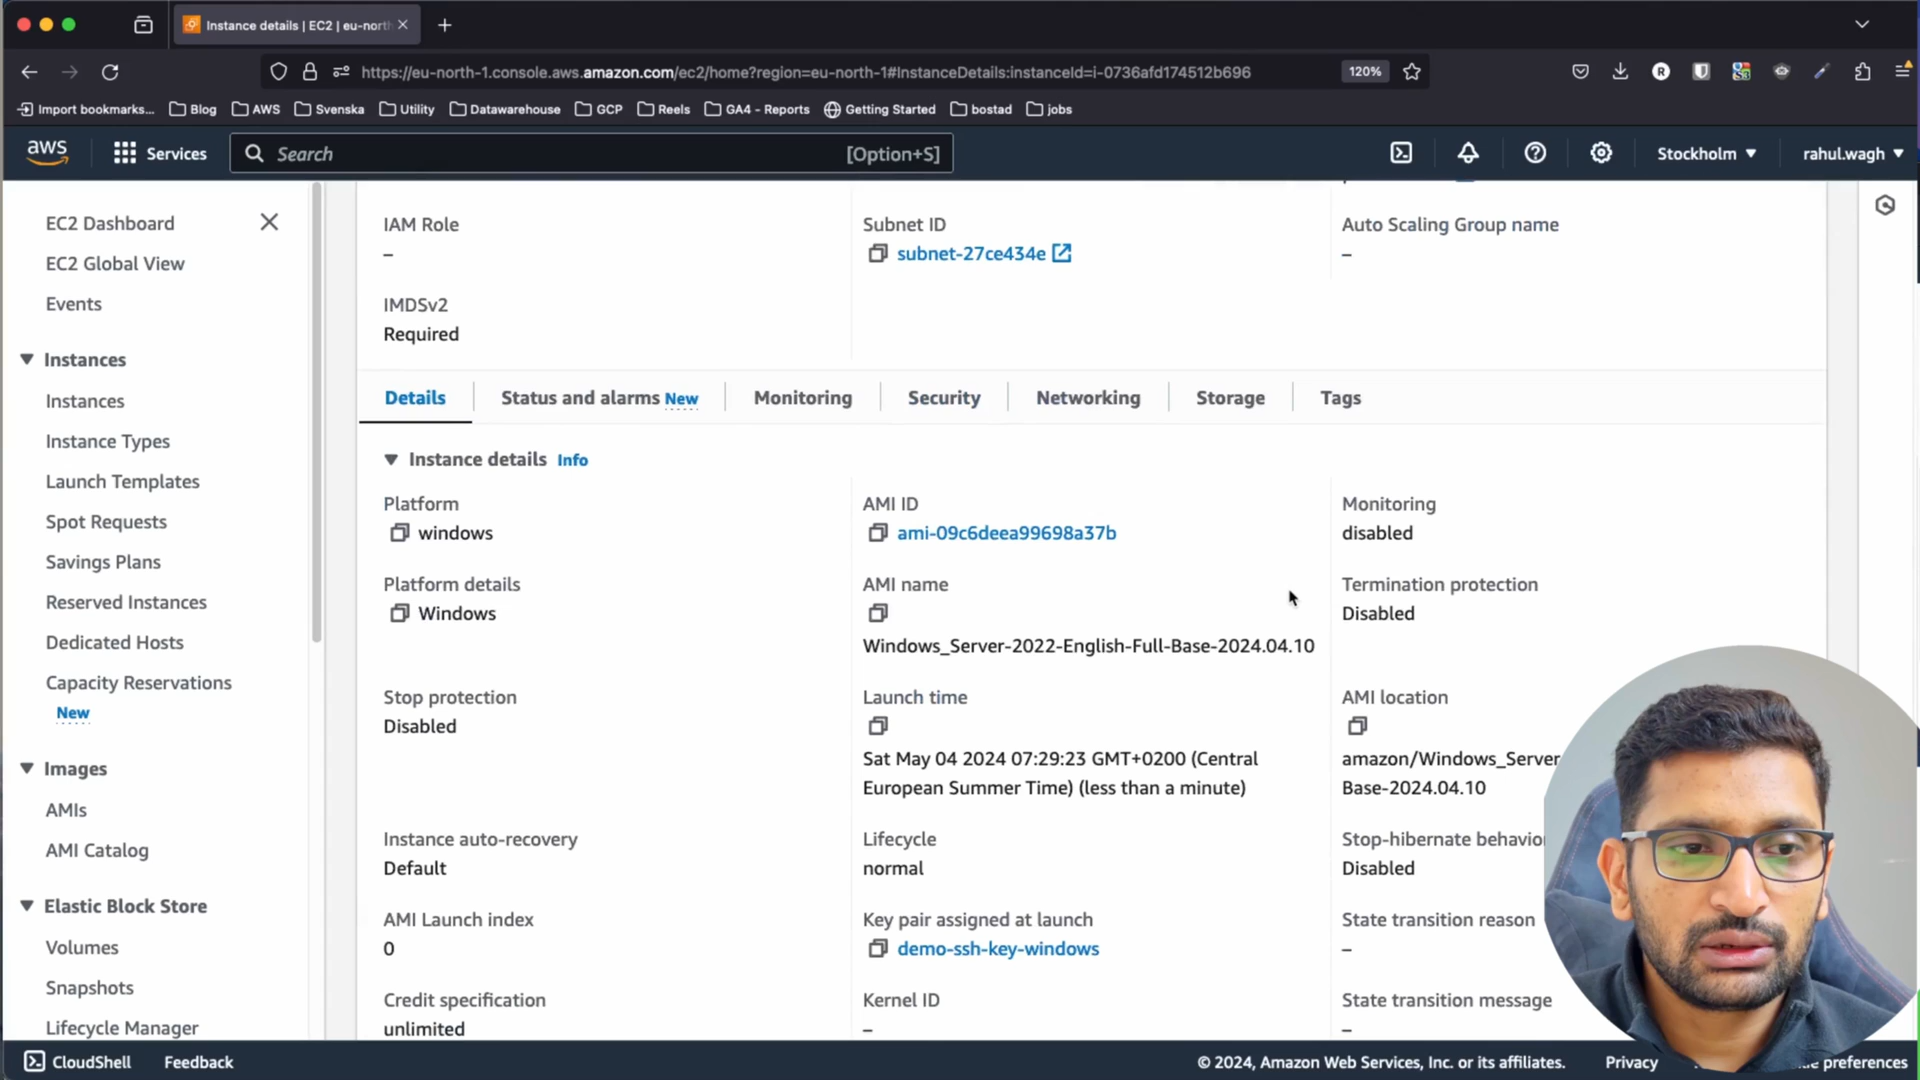 Instance details | EC2 | eu-nort
https://eu-north-1.console.aws.amazon.com/ec2/home?region=eu-north-1#InstanceDetails:instanceId=i-0736afd174512b696
120%
R
Import bookmarks...
Blog
AWS
Svenska
Utility
Datawarehouse
GCP
Reels
GA4 - Reports
Getting Started
bostad
jobs
aws
Services
Search
[Option+S]
Stockholm
rahul.wagh
EC2 Dashboard
EC2 Global View
Events
Instances
Instances
Instance Types
Launch Templates
Spot Requests
Savings Plans
Reserved Instances
Dedicated Hosts
Capacity Reservations
New
Images
AMIs
AMI Catalog
Elastic Block Store
Volumes
Snapshots
Lifecycle Manager
IAM Role
–
Subnet ID
subnet-27ce434e
Auto Scaling Group name
–
IMDSv2
Required
Details
Status and alarms New
Monitoring
Security
Networking
Storage
Tags
Instance details Info
Platform
windows
AMI ID
ami-09c6deea99698a37b
Monitoring
disabled
Platform details
Windows
AMI name
Windows_Server-2022-English-Full-Base-2024.04.10
Termination protection
Disabled
Stop protection
Disabled
Launch time
Sat May 04 2024 07:29:23 GMT+0200 (Central
European Summer Time) (less than a minute)
AMI location
amazon/Windows_Server
Base-2024.04.10
Instance auto-recovery
Default
Lifecycle
normal
Stop-hibernate behavio
Disabled
AMI Launch index
0
Key pair assigned at launch
demo-ssh-key-windows
State transition reason
–
Credit specification
unlimited
Kernel ID
–
State transition message
–
CloudShell
Feedback
© 2024, Amazon Web Services, Inc. or its affiliates.
Privacy
preferences